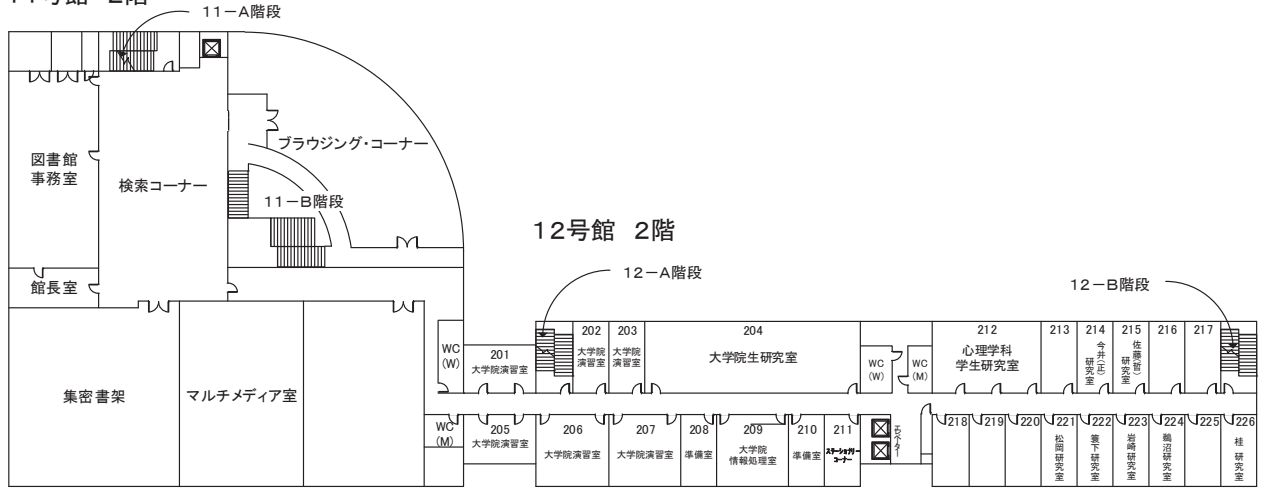 11号館 2階
11-A階段
図書館
事務室
検索コーナー
ブラウジング・コーナー
11-B階段
館長室
集密書架
マルチメディア室
12号館 2階
12-A階段
12-B階段
WC
(W)
201
大学院演習室
202
大学院
演習室
203
大学院
演習室
204
大学院生研究室
WC
(W)
WC
(M)
212
心理学科
学生研究室
213
214
今井(正)
研究室
215
佐藤(哲)
研究室
216
217
WC
(M)
205
大学院演習室
206
大学院演習室
207
大学院演習室
208
準備室
209
大学院
情報処理室
210
準備室
211
ステーショナリー
コーナー
エレベーター
218
219
220
221
松岡研究室
222
簑下研究室
223
岩崎研究室
224
鵜沼研究室
225
226
桂研究室